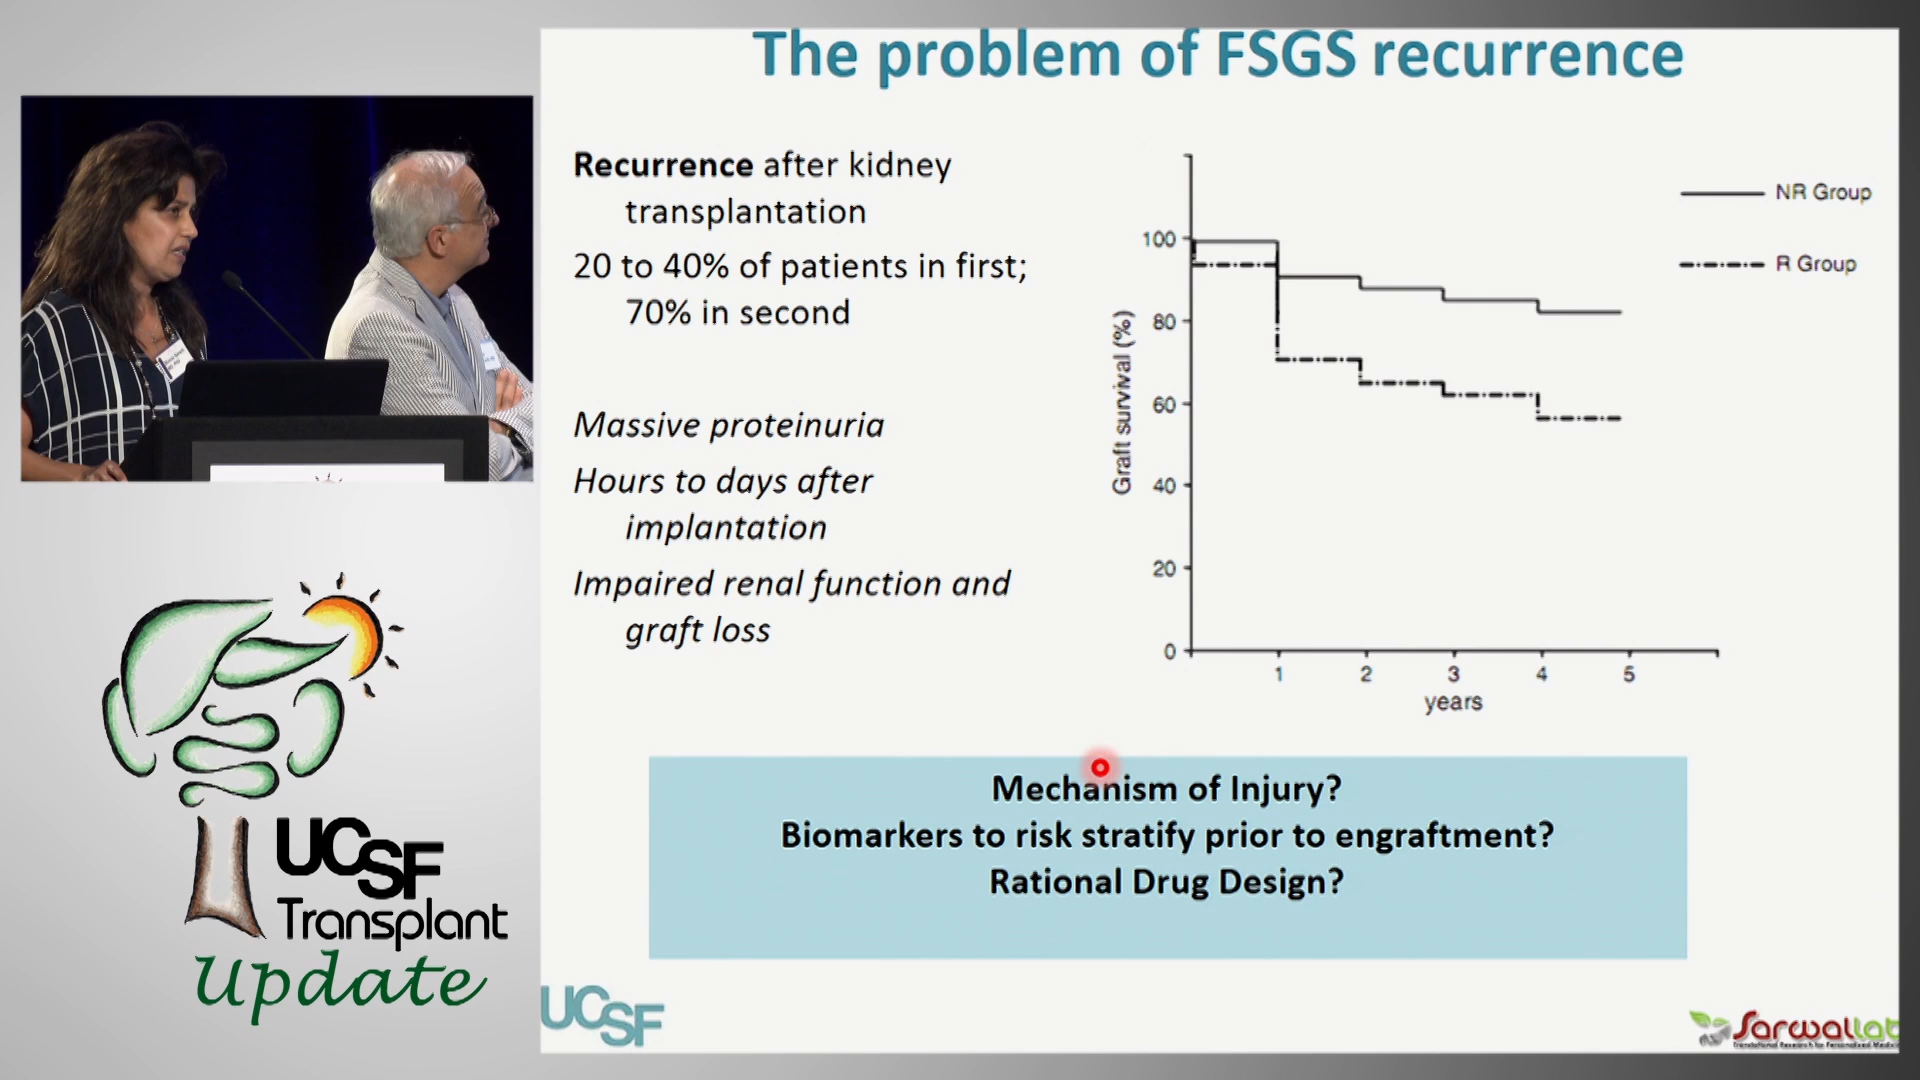 The problem of FSGS recurrence
Recurrence after kidney
transplantation
20 to 40% of patients in first;
70% in second
Massive proteinuria
Hours to days after
implantation
Impaired renal function and
graft loss
NR Group
R Group
Graft survival (%)
100
80
60
40
20
0
1 2 3 4 5
years
Mechanism of Injury?
Biomarkers to risk stratify prior to engraftment?
Rational Drug Design?
UCSF
Transplant
Update
UCSF
Sarwallab